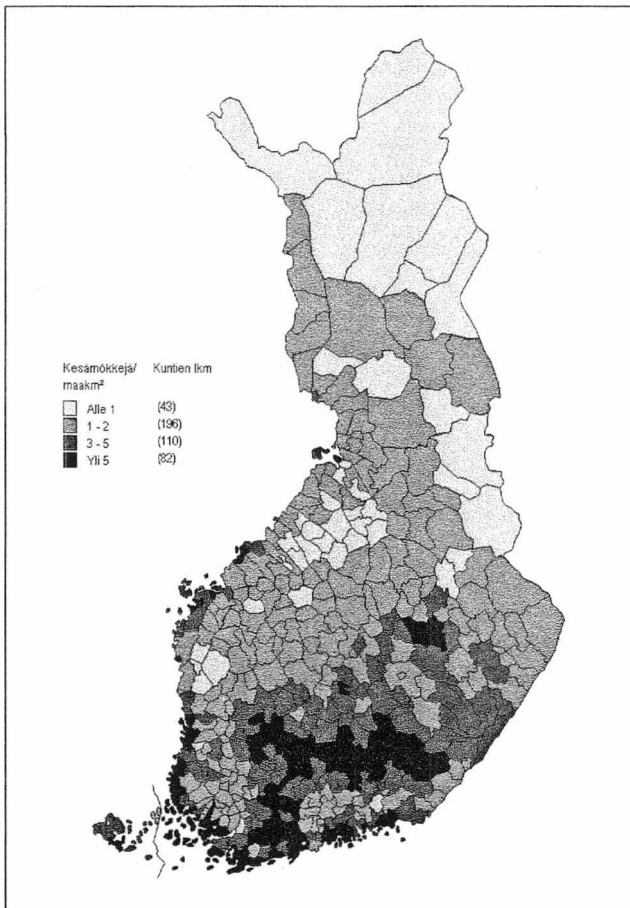 Kesämökkejä/ Kuntien lkm
maakm²
Alle 1 (43)
1 - 2 (196)
3 - 5 (110)
Yli 5 (82)